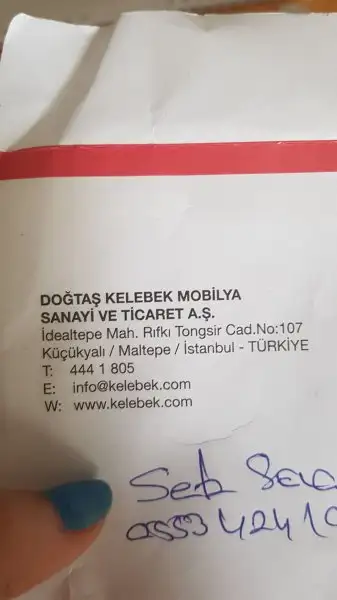 DOĞTAŞ KELEBEK MOBİLYA
SANAYİ VE TİCARET A.Ş.
İdealtepe Mah. Rıfkı Tongsir Cad.No:107
Küçükyalı / Maltepe / İstanbul - TÜRKİYE
T: 444 1 805
E: info@kelebek.com
W: www.kelebek.com